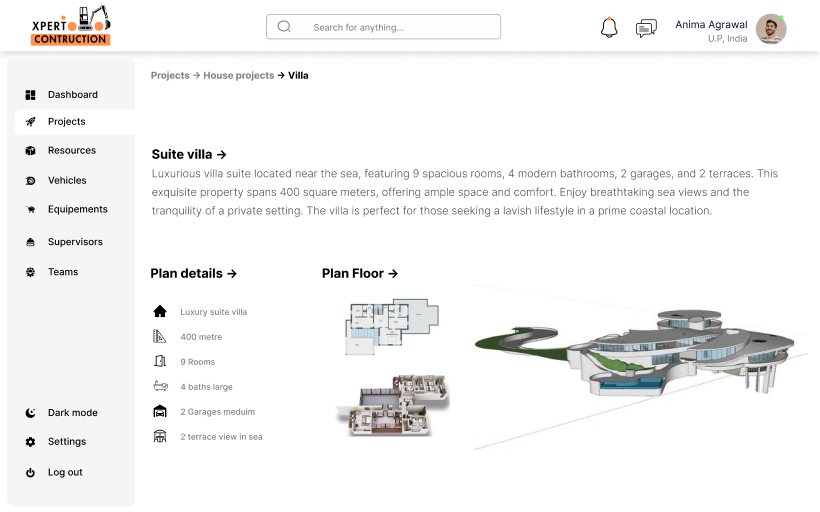 XPERT
CONTRUCTION
Search for anything...
Anima Agrawal
U.P, India
Dashboard
Projects
Resources
Vehicles
Equipements
Supervisors
Teams
Dark mode
Settings
Log out
Projects → House projects → Villa
Suite villa →
Luxurious villa suite located near the sea, featuring 9 spacious rooms, 4 modern bathrooms, 2 garages, and 2 terraces. This
exquisite property spans 400 square meters, offering ample space and comfort. Enjoy breathtaking sea views and the
tranquility of a private setting. The villa is perfect for those seeking a lavish lifestyle in a prime coastal location.
Plan details →
Luxury suite villa
400 metre
9 Rooms
4 baths large
2 Garages meduim
2 terrace view in sea
Plan Floor →